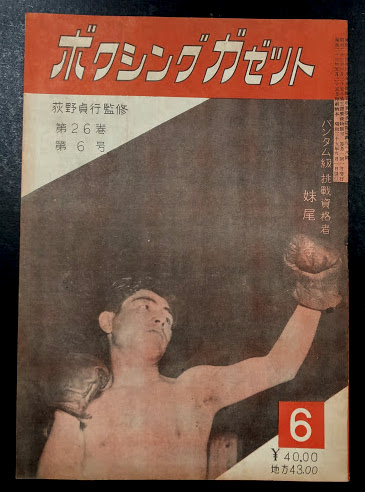 ボクシングガゼット
荻野貞行監修
第26巻
第6号
バンタム級 挑戦資格者
妹尾
6
¥40.00
地方43.00